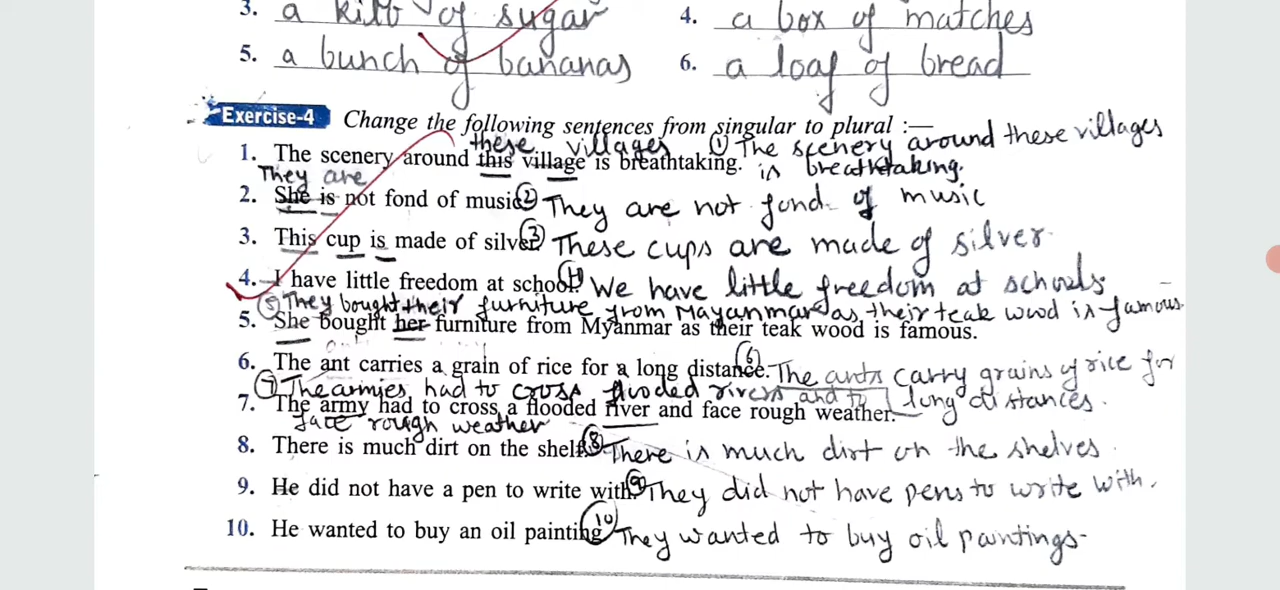 3. a kilo of sugar 4. a box of matches
5. a bunch of bananas 6. a loaf of bread
Exercise-4 Change the following sentences from singular to plural :—
these villages ① The scenery around these villages
1. The scenery around this village is breathtaking. is breathtaking.
They are
2. She is not fond of music. ② They are not fond of music
3. This cup is made of silver. ③ These cups are made of silver.
4. I have little freedom at school. ④ We have little freedom at schools.
⑤ They bought their furniture from Mayanmar as their teak wood is famous.
5. She bought her furniture from Myanmar as their teak wood is famous.
6. The ant carries a grain of rice for a long distance. ⑥ The ants carry grains of rice for
⑦ The armies had to cross flooded rivers and to long distances.
7. The army had to cross a flooded river and face rough weather.
face rough weather
8. There is much dirt on the shelf. ⑧ There is much dirt on the shelves.
9. He did not have a pen to write with. ⑨ They did not have pens to write with.
10. He wanted to buy an oil painting. ⑩ They wanted to buy oil paintings.